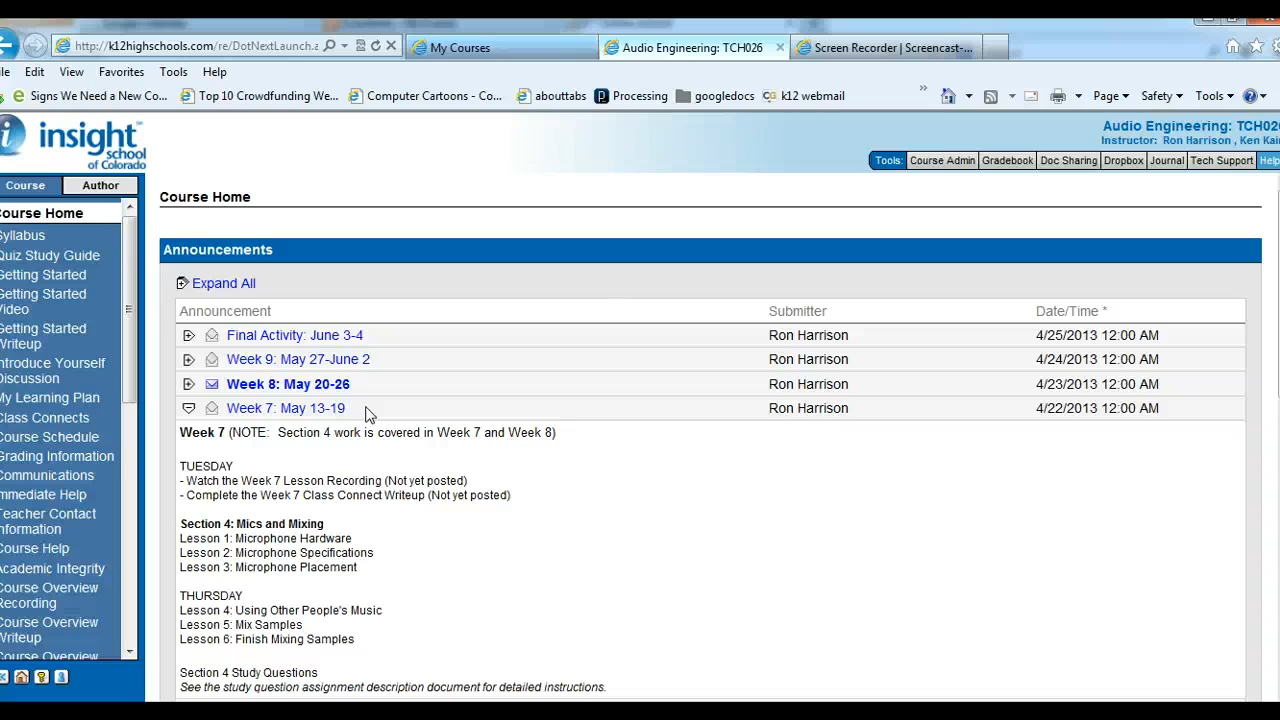 http://k12highschools.com/re/DotNextLaunch.a
My Courses
Audio Engineering: TCH026
Screen Recorder | Screencast-...
Edit View Favorites Tools Help
Signs We Need a New Co...
Top 10 Crowdfunding We...
Computer Cartoons - Co...
abouttabs
Processing
googledocs
k12 webmail
Page
Safety
Tools
insight
school
of Colorado
Audio Engineering: TCH026
Instructor: Ron Harrison , Ken Kai
Tools: Course Admin Gradebook Doc Sharing Dropbox Journal Tech Support Help
Course Author
Course Home
Syllabus
Quiz Study Guide
Getting Started
Getting Started
Video
Getting Started
Writeup
Introduce Yourself
Discussion
My Learning Plan
Class Connects
Course Schedule
Grading Information
Communications
Immediate Help
Teacher Contact
Information
Course Help
Academic Integrity
Course Overview
Recording
Course Overview
Writeup
Course Overview
Course Home
Announcements
Expand All
Announcement Submitter Date/Time *
Final Activity: June 3-4 Ron Harrison 4/25/2013 12:00 AM
Week 9: May 27-June 2 Ron Harrison 4/24/2013 12:00 AM
Week 8: May 20-26 Ron Harrison 4/23/2013 12:00 AM
Week 7: May 13-19 Ron Harrison 4/22/2013 12:00 AM
Week 7 (NOTE: Section 4 work is covered in Week 7 and Week 8)
TUESDAY
- Watch the Week 7 Lesson Recording (Not yet posted)
- Complete the Week 7 Class Connect Writeup (Not yet posted)
Section 4: Mics and Mixing
Lesson 1: Microphone Hardware
Lesson 2: Microphone Specifications
Lesson 3: Microphone Placement
THURSDAY
Lesson 4: Using Other People's Music
Lesson 5: Mix Samples
Lesson 6: Finish Mixing Samples
Section 4 Study Questions
See the study question assignment description document for detailed instructions.